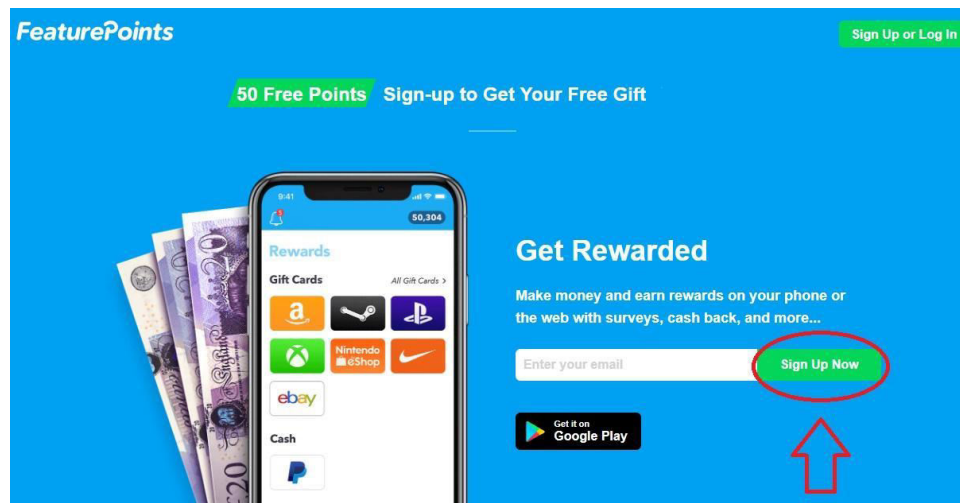 FeaturePoints
Sign Up or Log In
50 Free Points Sign-up to Get Your Free Gift
9:41
50,304
Rewards
Gift Cards All Gift Cards >
a
Nintendo
eShop
ebay
Cash
Get Rewarded
Make money and earn rewards on your phone or
the web with surveys, cash back, and more...
Enter your email Sign Up Now
Get it on
Google Play
£20